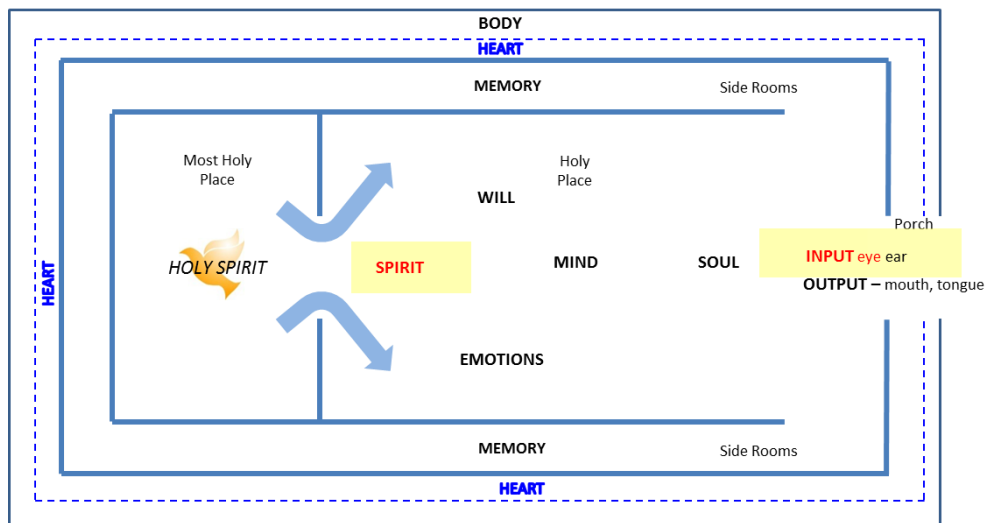 BODY
HEART
MEMORY
Side Rooms
Most Holy
Place
Holy
Place
WILL
Porch
HEART
HOLY SPIRIT
SPIRIT
MIND
SOUL
INPUT eye ear
OUTPUT – mouth, tongue
EMOTIONS
MEMORY
Side Rooms
HEART